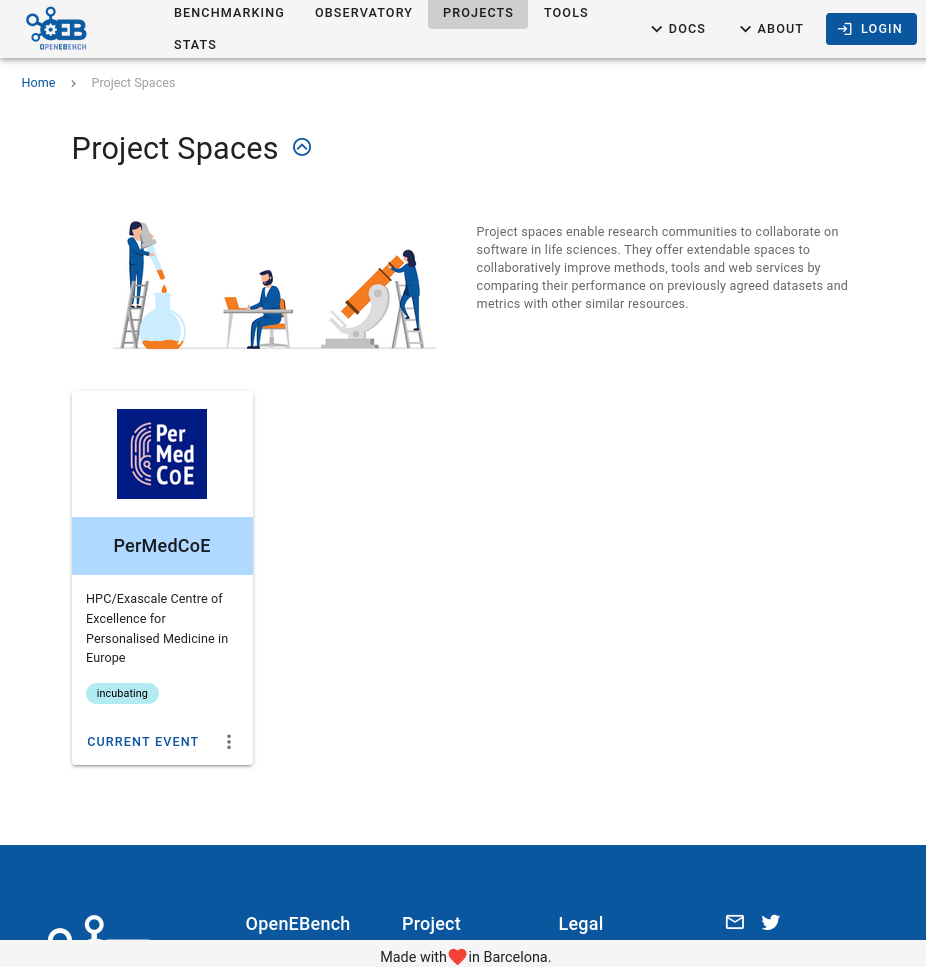 OEB
OPENEBENCH
BENCHMARKING
OBSERVATORY
PROJECTS
TOOLS
STATS
DOCS
ABOUT
LOGIN
Home
Project Spaces
Project Spaces
Project spaces enable research communities to collaborate on
software in life sciences. They offer extendable spaces to
collaboratively improve methods, tools and web services by
comparing their performance on previously agreed datasets and
metrics with other similar resources.
Per
Med
CoE
PerMedCoE
HPC/Exascale Centre of
Excellence for
Personalised Medicine in
Europe
incubating
CURRENT EVENT
OpenEBench
Project
Legal
Made with in Barcelona.